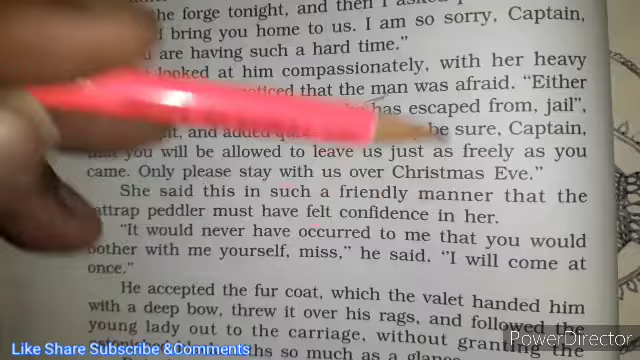 he forge tonight, and then I asked
bring you home to us. I am so sorry, Captain,
are having such a hard time."
looked at him compassionately, with her heavy
noticed that the man was afraid. "Either
has escaped from, jail",
and added be sure, Captain,
you will be allowed to leave us just as freely as you
came. Only please stay with us over Christmas Eve."
She said this in such a friendly manner that the
rattrap peddler must have felt confidence in her.
"It would never have occurred to me that you would
bother with me yourself, miss," he said. "I will come at
once."
He accepted the fur coat, which the valet handed him
with a deep bow, threw it over his rags, and followed the
young lady out to the carriage, without granting the
so much as a glance
PowerDirector
Like Share Subscribe &Comments